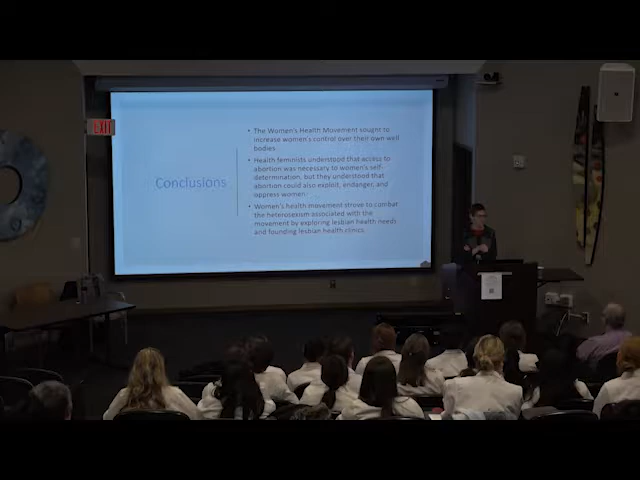 EXIT
Conclusions
• The Women's Health Movement sought to
increase women's control over their own well
bodies
• Health feminists understood that access to
abortion was necessary to women's self-
determination, but they understood that
abortion could also exploit, endanger, and
oppress women.
• Women's health movement strove to combat
the heterosexism associated with the
movement by exploring lesbian health needs
and founding lesbian health clinics.